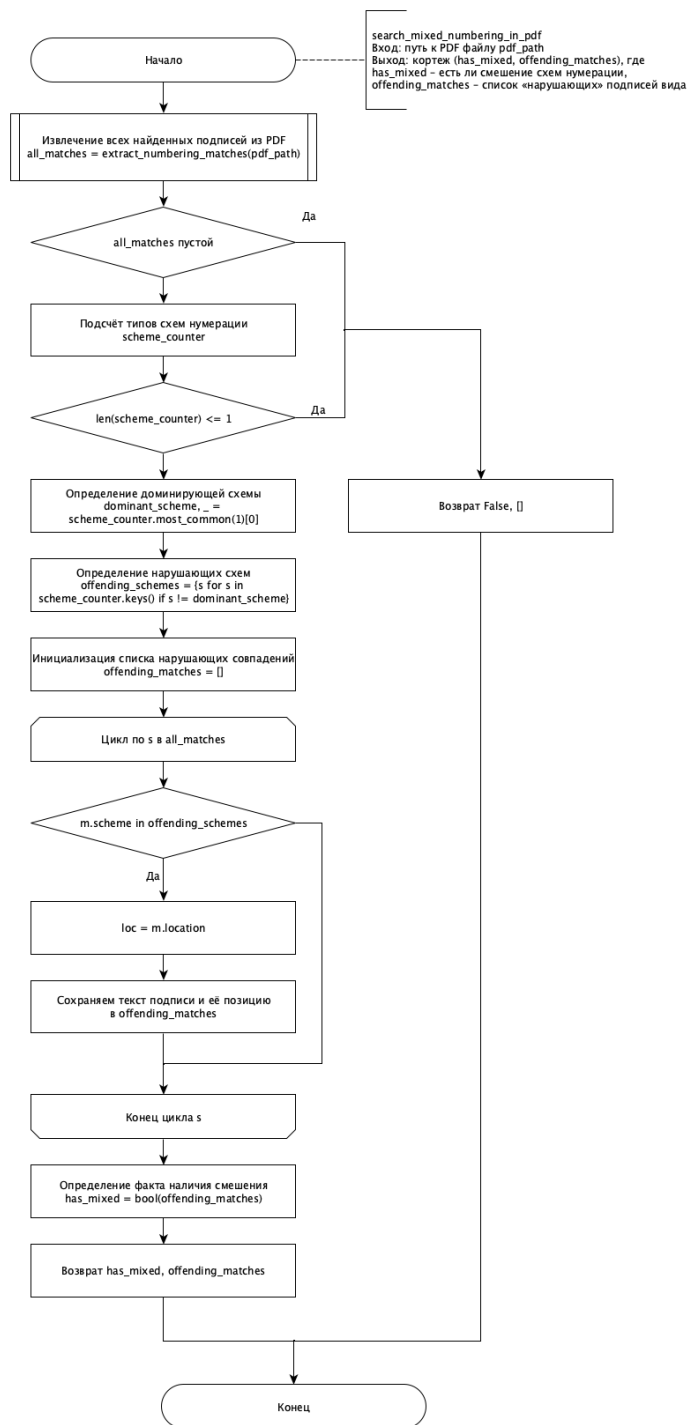 search_mixed_numbering_in_pdf
Вход: путь к PDF файлу pdf_path
Выход: кортеж (has_mixed, offending_matches), где
has_mixed – есть ли смешение схем нумерации,
offending_matches – список «нарушающих» подписей вида
Начало
Извлечение всех найденных подписей из PDF
all_matches = extract_numbering_matches(pdf_path)
Да
all_matches пустой
Подсчёт типов схем нумерации
scheme_counter
Да
len(scheme_counter) <= 1
Определение доминирующей схемы
dominant_scheme, _ =
scheme_counter.most_common(1)[0]
Возврат False, []
Определение нарушающих схем
offending_schemes = {s for s in
scheme_counter.keys() if s != dominant_scheme}
Инициализация списка нарушающих совпадений
offending_matches = []
Цикл по s в all_matches
m.scheme in offending_schemes
Да
loc = m.location
Сохраняем текст подписи и её позицию
в offending_matches
Конец цикла s
Определение факта наличия смешения
has_mixed = bool(offending_matches)
Возврат has_mixed, offending_matches
Конец